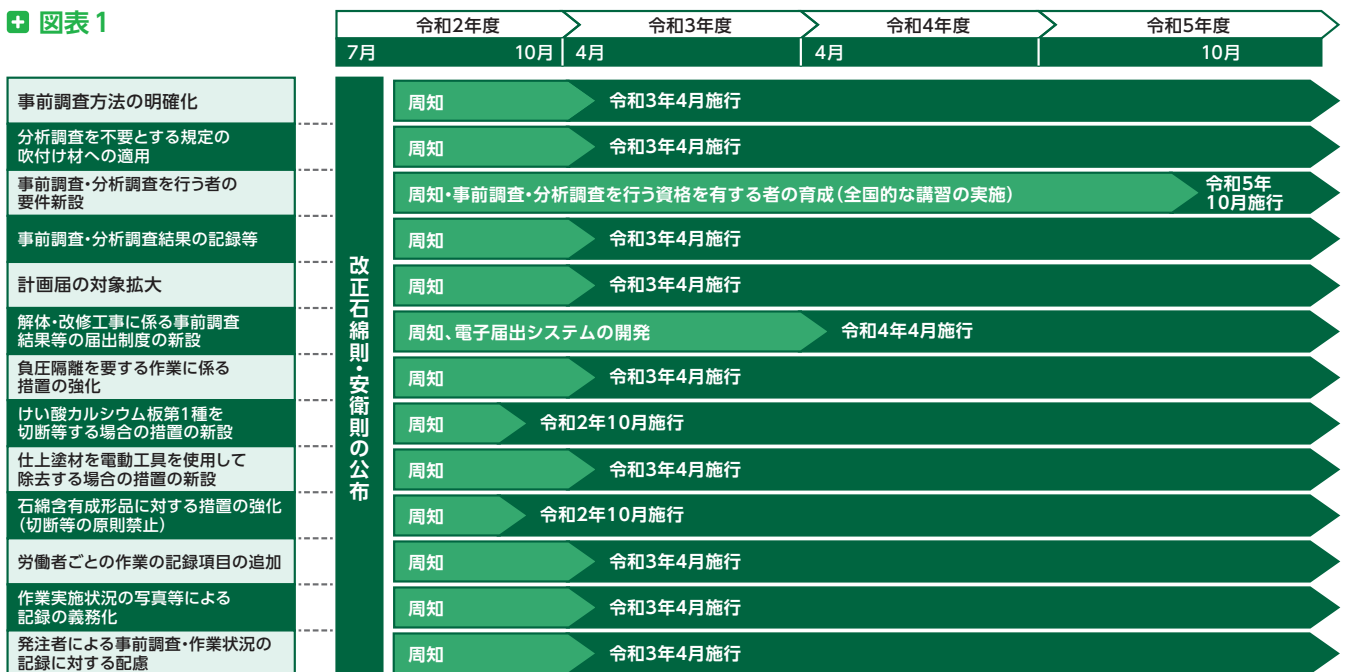 図表1
令和2年度 令和3年度 令和4年度 令和5年度
7月 10月 4月 4月 10月
改正石綿則・安衛則の公布
事前調査方法の明確化
周知 令和3年4月施行
分析調査を不要とする規定の
吹付け材への適用
周知 令和3年4月施行
事前調査・分析調査を行う者の
要件新設
周知・事前調査・分析調査を行う資格を有する者の育成(全国的な講習の実施)
令和5年
10月施行
事前調査・分析調査結果の記録等
周知 令和3年4月施行
計画届の対象拡大
周知 令和3年4月施行
解体・改修工事に係る事前調査
結果等の届出制度の新設
周知、電子届出システムの開発 令和4年4月施行
負圧隔離を要する作業に係る
措置の強化
周知 令和3年4月施行
けい酸カルシウム板第1種を
切断等する場合の措置の新設
周知 令和2年10月施行
仕上塗材を電動工具を使用して
除去する場合の措置の新設
周知 令和3年4月施行
石綿含有成形品に対する措置の強化
(切断等の原則禁止)
周知 令和2年10月施行
労働者ごとの作業の記録項目の追加
周知 令和3年4月施行
作業実施状況の写真等による
記録の義務化
周知 令和3年4月施行
発注者による事前調査・作業状況の
記録に対する配慮
周知 令和3年4月施行